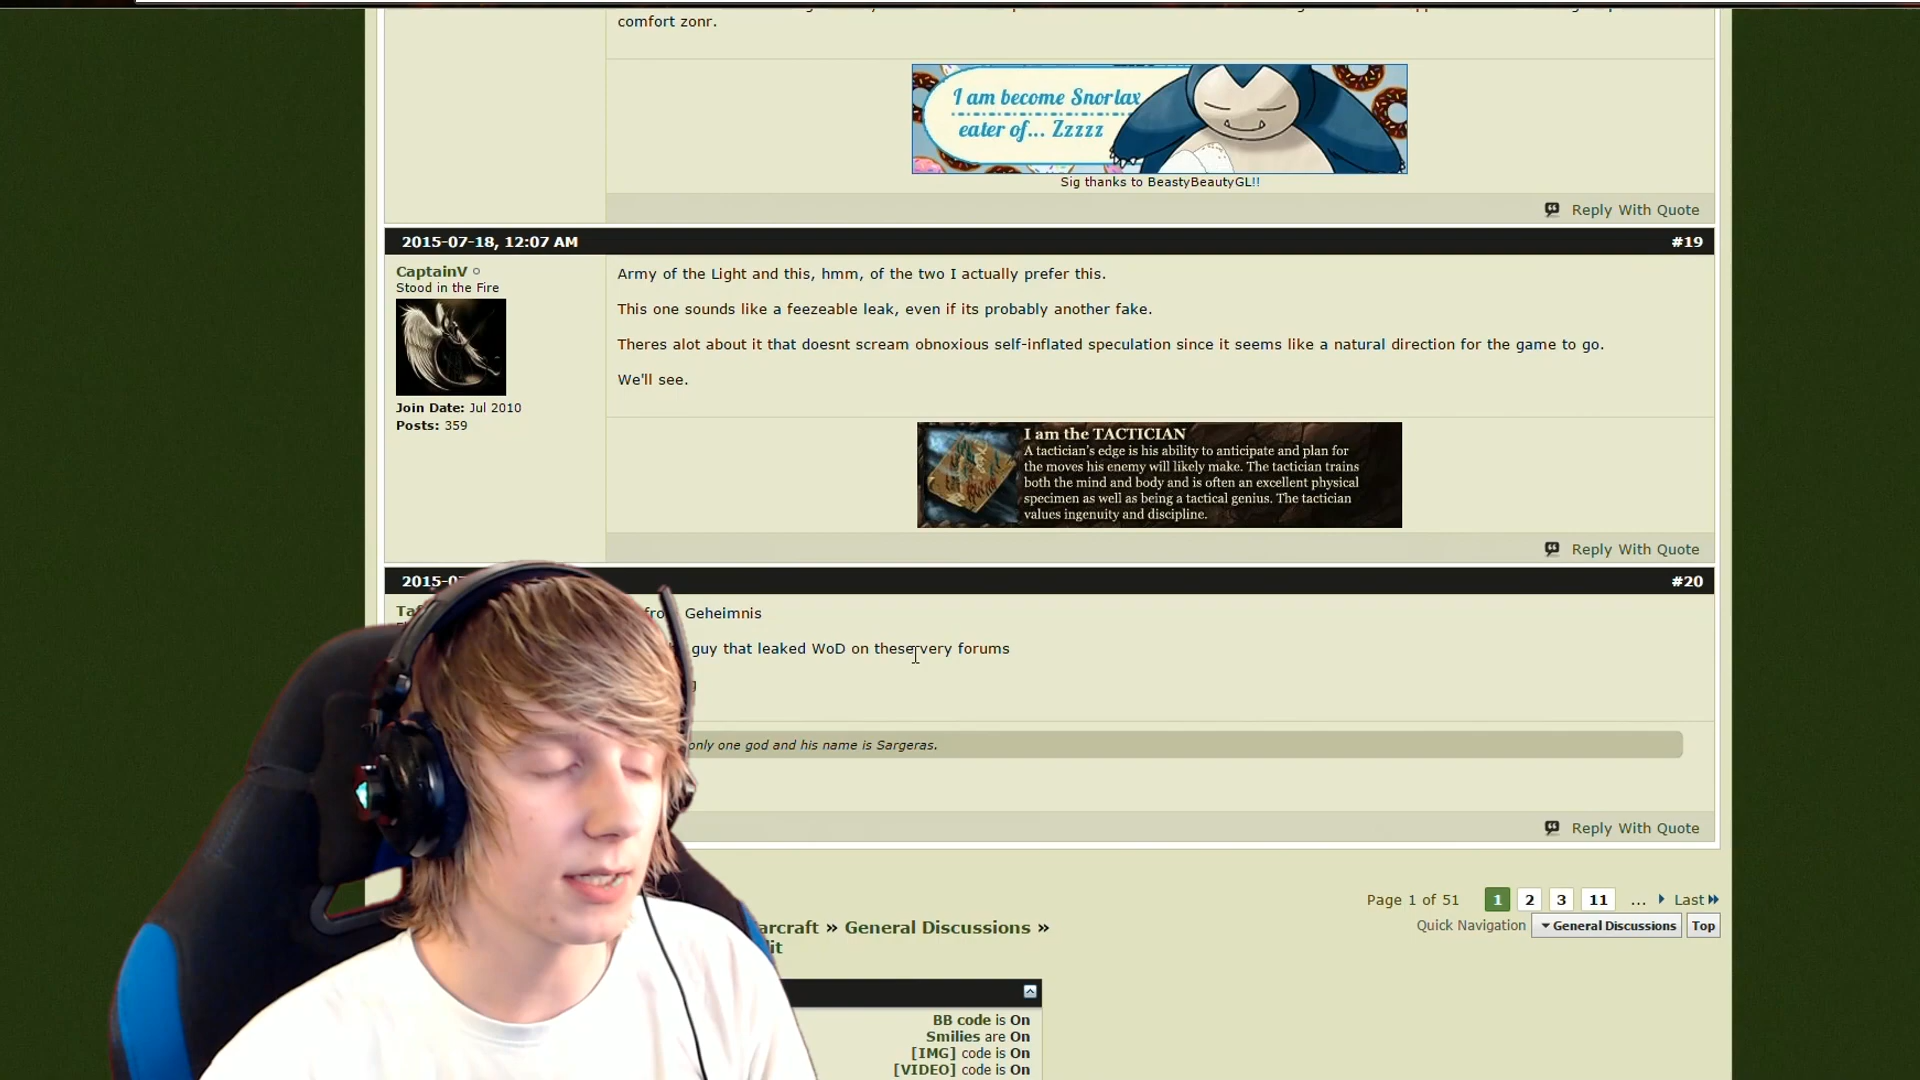 comfort zonr.
I am become Snorlax
eater of... Zzzzz
Sig thanks to BeastyBeautyGL!!
Reply With Quote
2015-07-18, 12:07 AM #19
CaptainV
Stood in the Fire
Join Date: Jul 2010
Posts: 359
Army of the Light and this, hmm, of the two I actually prefer this.
This one sounds like a feezeable leak, even if its probably another fake.
Theres alot about it that doesnt scream obnoxious self-inflated speculation since it seems like a natural direction for the game to go.
We'll see.
I am the TACTICIAN
A tactician's edge is his ability to anticipate and plan for
the moves his enemy will likely make. The tactician trains
both the mind and body and is often an excellent physical
specimen as well as being a tactical genius. The tactician
values ingenuity and discipline.
Reply With Quote
#20
Geheimnis
guy that leaked WoD on these very forums
only one god and his name is Sargeras.
Reply With Quote
Page 1 of 51 1 2 3 11 ... Last
Quick Navigation General Discussions Top
» General Discussions »
BB code is On
Smilies are On
[IMG] code is On
[VIDEO] code is On